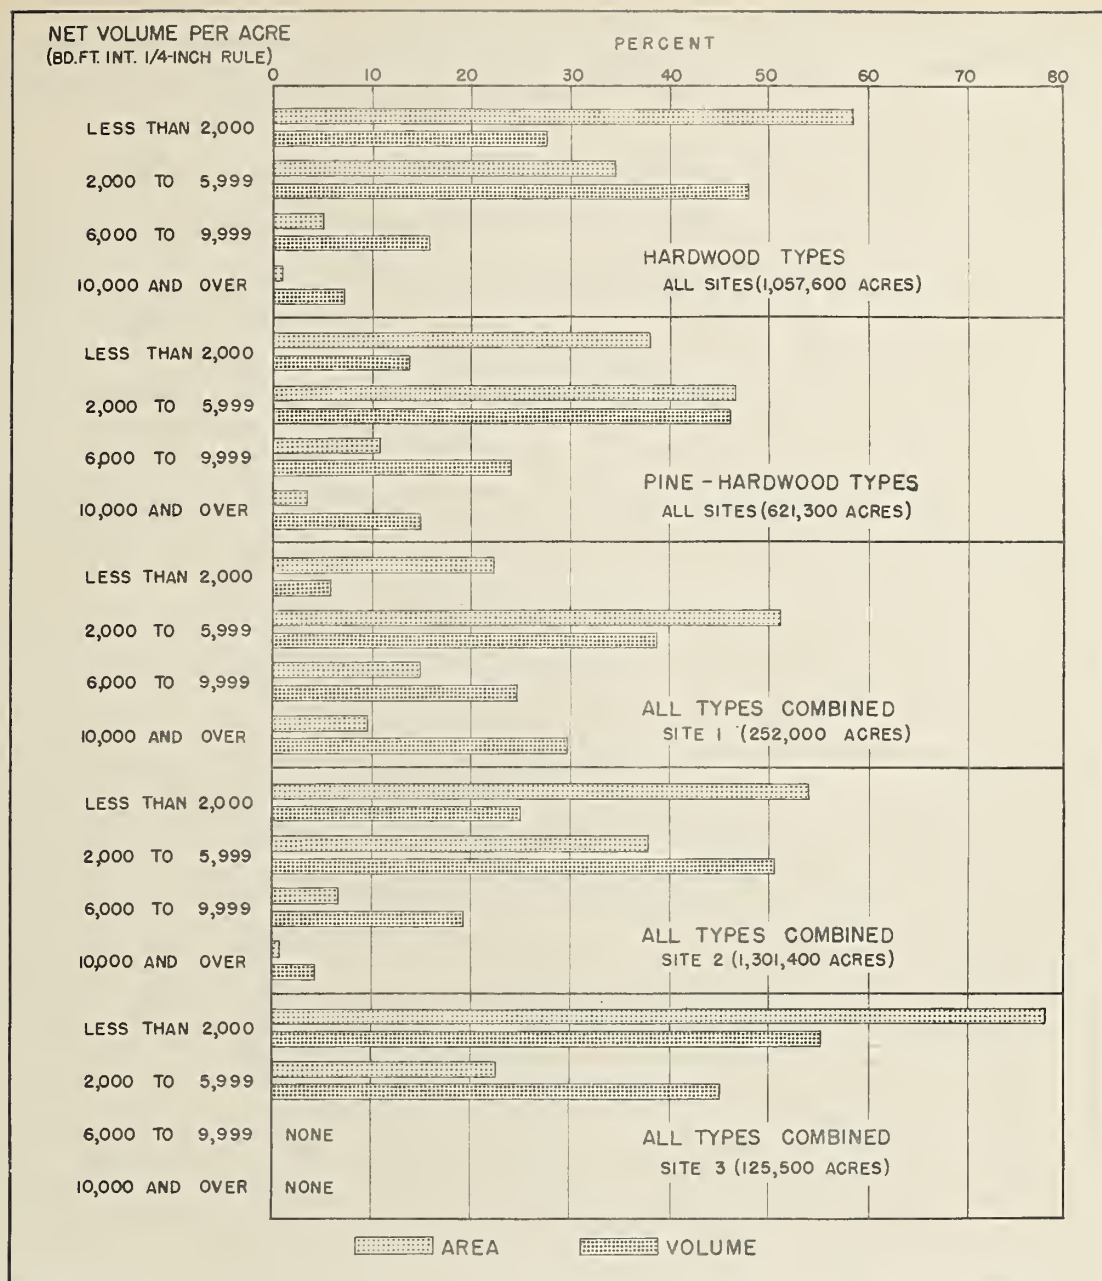 NET VOLUME PER ACRE
(BD.FT. INT. 1/4-INCH RULE)
PERCENT
0 10 20 30 40 50 60 70 80
LESS THAN 2,000
2,000 TO 5,999
6,000 TO 9,999
10,000 AND OVER
HARDWOOD TYPES
ALL SITES (1,057,600 ACRES)
LESS THAN 2,000
2,000 TO 5,999
6,000 TO 9,999
10,000 AND OVER
PINE-HARDWOOD TYPES
ALL SITES (621,300 ACRES)
LESS THAN 2,000
2,000 TO 5,999
6,000 TO 9,999
10,000 AND OVER
ALL TYPES COMBINED
SITE 1 (252,000 ACRES)
LESS THAN 2,000
2,000 TO 5,999
6,000 TO 9,999
10,000 AND OVER
ALL TYPES COMBINED
SITE 2 (1,301,400 ACRES)
LESS THAN 2,000
2,000 TO 5,999
6,000 TO 9,999 NONE
10,000 AND OVER NONE
ALL TYPES COMBINED
SITE 3 (125,500 ACRES)
AREA VOLUME